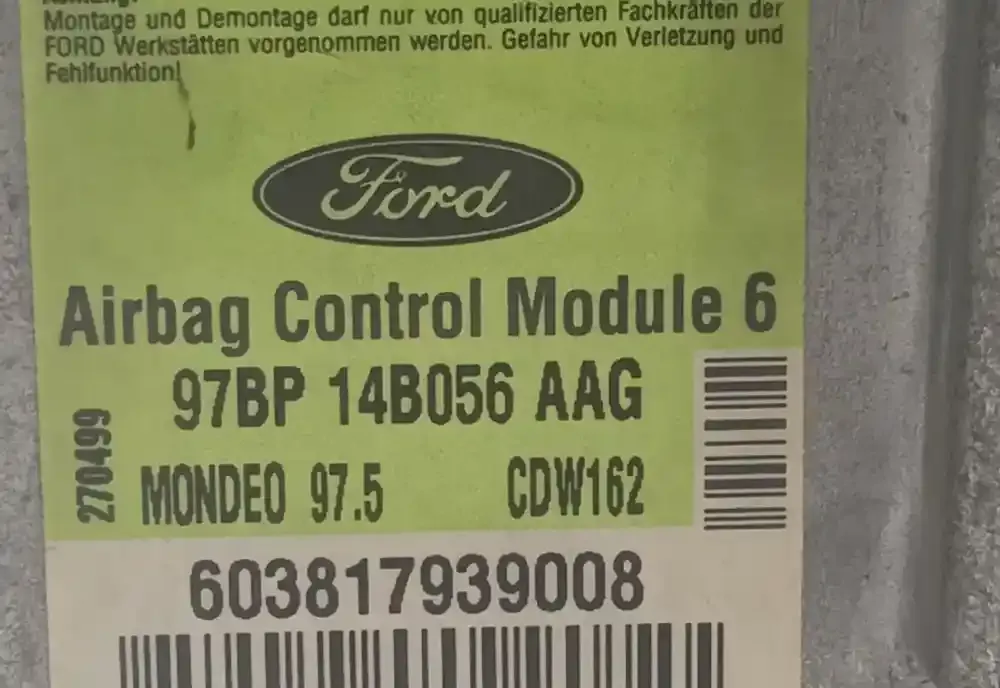 Montage und Demontage darf nur von qualifizierten Fachkräften der
FORD Werkstätten vorgenommen werden. Gefahr von Verletzung und
Fehlfunktion!
Ford
Airbag Control Module 6
97BP 14B056 AAG
270499
MONDEO 97.5 CDW162
603817939008